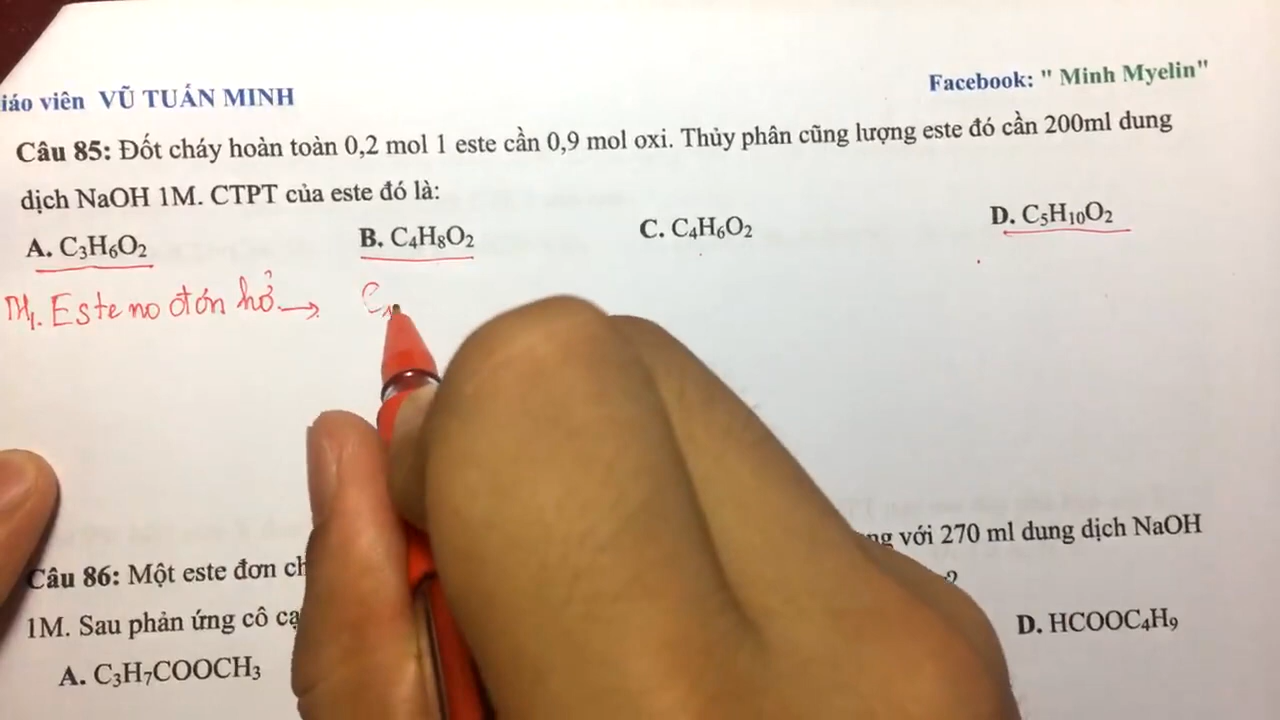 iáo viên VŨ TUẤN MINH
Facebook: " Minh Myelin"
Câu 85: Đốt cháy hoàn toàn 0,2 mol 1 este cần 0,9 mol oxi. Thủy phân cũng lượng este đó cần 200ml dung
dịch NaOH 1M. CTPT của este đó là:
A. C₃H₆O₂ B. C₄H₈O₂ C. C₄H₆O₂ D. C₅H₁₀O₂
TH₁. Este no đơn hở → Cₙ
Câu 86: Một este đơn ch ng với 270 ml dung dịch NaOH
1M. Sau phản ứng cô cạ
A. C₃H₇COOCH₃ D. HCOOC₄H₉